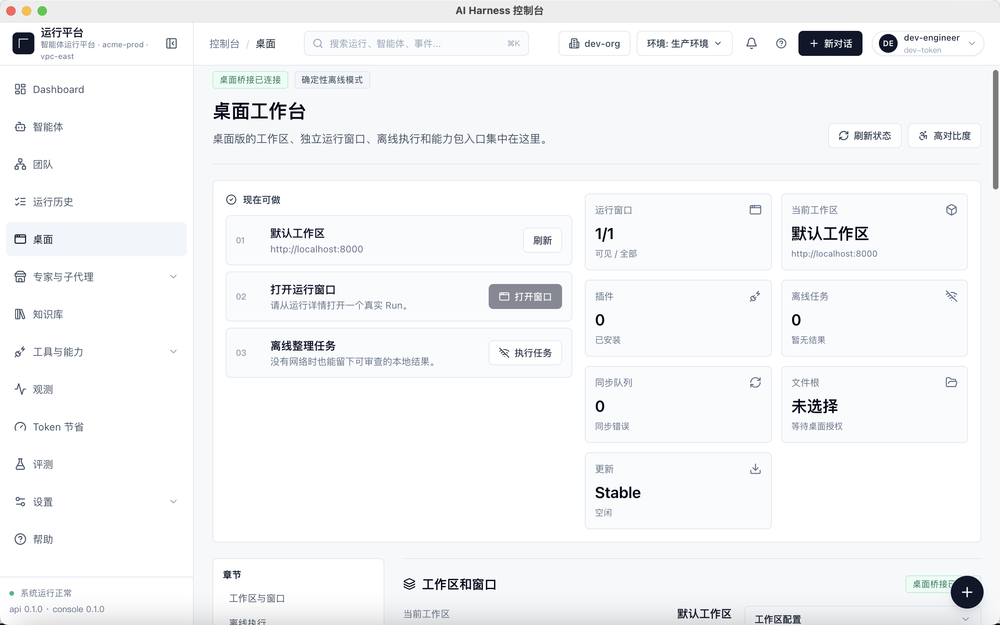 AI Harness 控制台
运行平台
智能体运行平台 · acme-prod ·
vpc-east
控制台 / 桌面
搜索运行、智能体、事件...
⌘K
dev-org
环境: 生产环境
新对话
DE
dev-engineer
dev-token
Dashboard
智能体
团队
运行历史
桌面
专家与子代理
知识库
工具与能力
观测
Token 节省
评测
设置
帮助
系统运行正常
api 0.1.0 · console 0.1.0
桌面桥接已连接
确定性离线模式
桌面工作台
桌面版的工作区、独立运行窗口、离线执行和能力包入口集中在这里。
刷新状态
高对比度
现在可做
01
默认工作区
http://localhost:8000
刷新
02
打开运行窗口
请从运行详情打开一个真实 Run。
打开窗口
03
离线整理任务
没有网络时也能留下可审查的本地结果。
执行任务
运行窗口
1/1
可见 / 全部
当前工作区
默认工作区
http://localhost:8000
插件
0
已安装
离线任务
0
暂无结果
同步队列
0
同步错误
文件根
未选择
等待桌面授权
更新
Stable
空闲
章节
工作区与窗口
离线执行
工作区和窗口
桌面桥接已
当前工作区
默认工作区
工作区配置